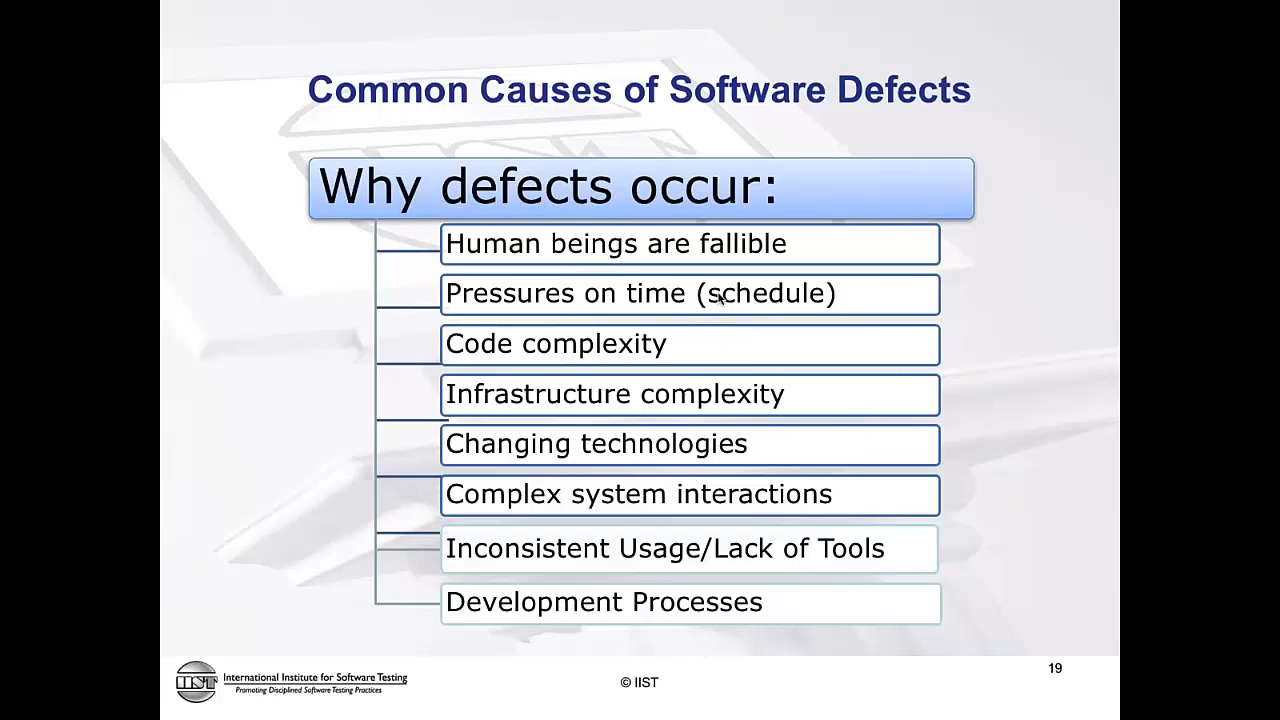 Common Causes of Software Defects
Why defects occur:
Human beings are fallible
Pressures on time (schedule)
Code complexity
Infrastructure complexity
Changing technologies
Complex system interactions
Inconsistent Usage/Lack of Tools
Development Processes
IIST
International Institute for Software Testing
Promoting Disciplined Software Testing Practices
© IIST
19